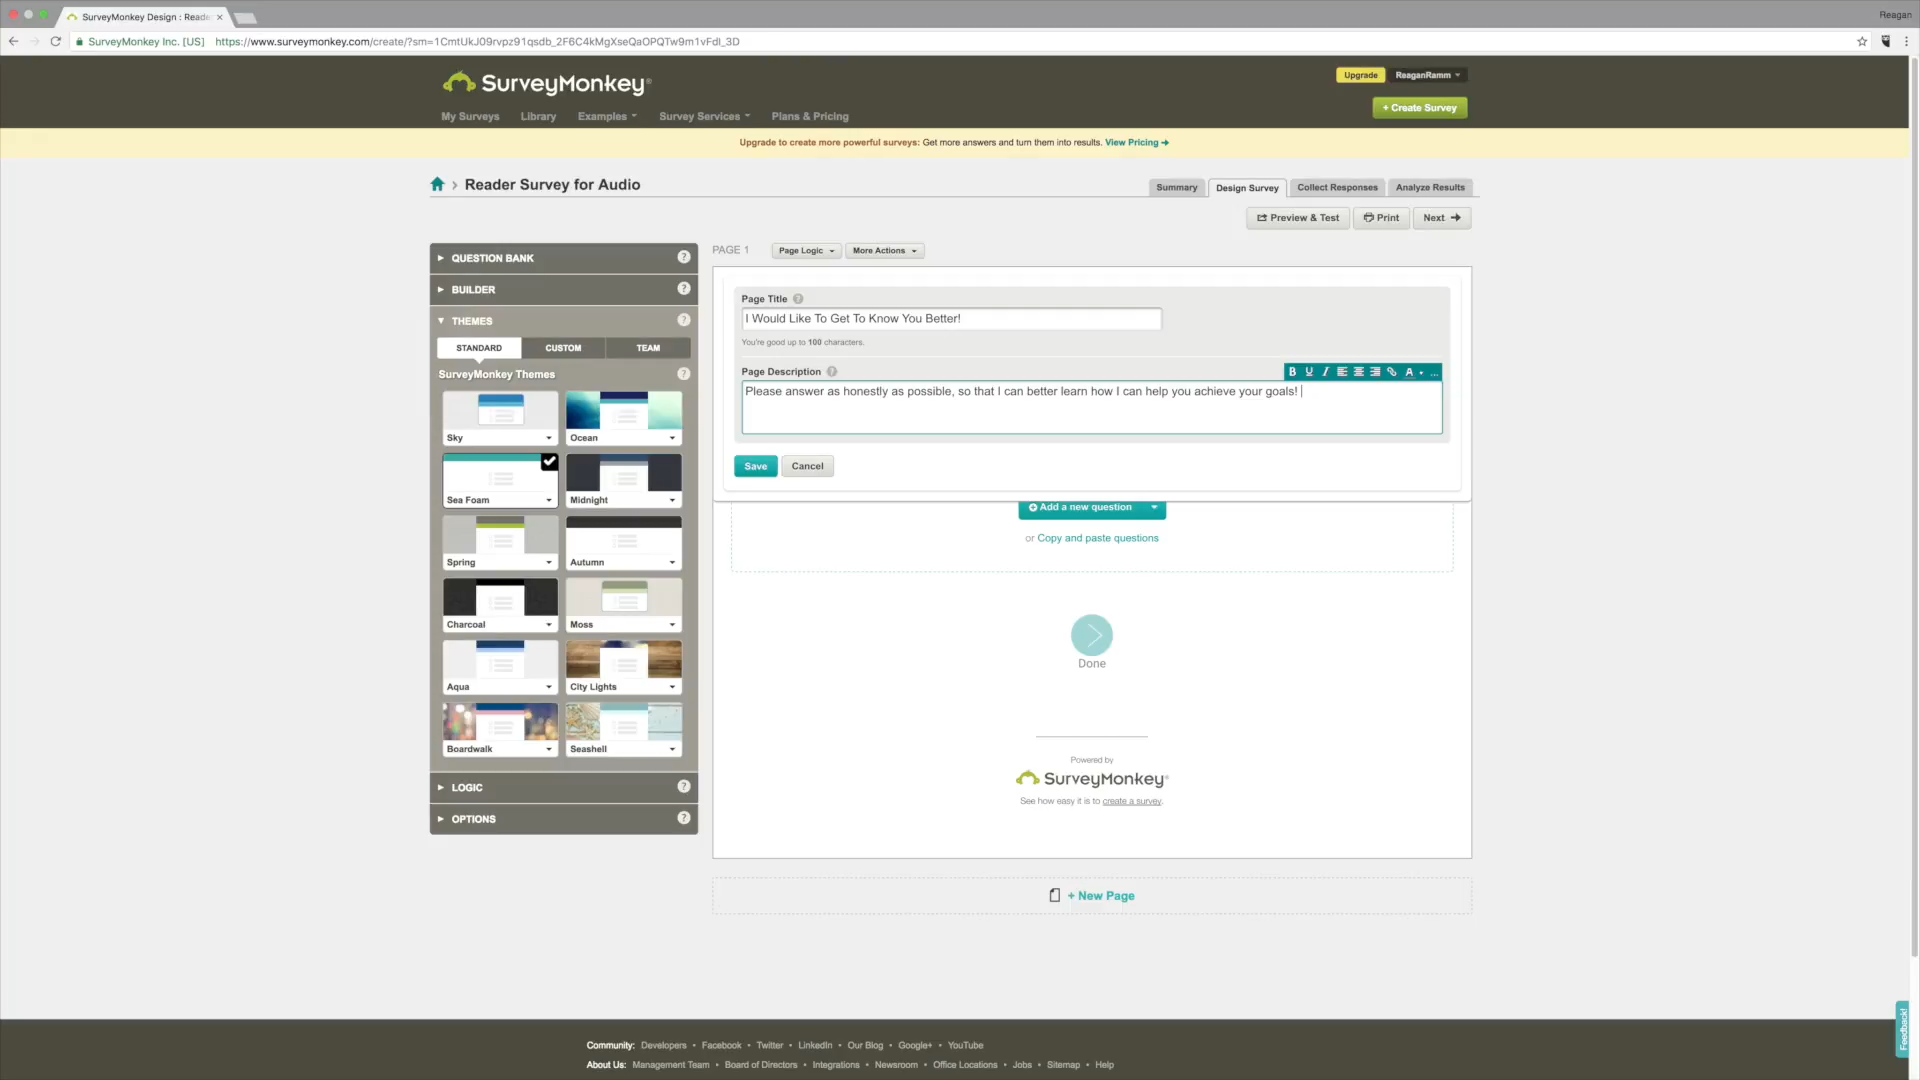 SurveyMonkey Design : Reade
Reagan
SurveyMonkey Inc. [US] https://www.surveymonkey.com/create/?sm=1CmtUkJ09rvpz91qsdb_2F6C4kMgXseQaOPQTw9m1vFdI_3D
SurveyMonkey
Upgrade ReaganRamm
+ Create Survey
My Surveys Library Examples Survey Services Plans & Pricing
Upgrade to create more powerful surveys: Get more answers and turn them into results. View Pricing
Reader Survey for Audio
Summary Design Survey Collect Responses Analyze Results
Preview & Test Print Next
QUESTION BANK
BUILDER
THEMES
STANDARD CUSTOM TEAM
SurveyMonkey Themes
Sky Ocean
Sea Foam Midnight
Spring Autumn
Charcoal Moss
Aqua City Lights
Boardwalk Seashell
LOGIC
OPTIONS
PAGE 1 Page Logic More Actions
Page Title
I Would Like To Get To Know You Better!
You're good up to 100 characters.
Page Description
B U I A ...
Please answer as honestly as possible, so that I can better learn how I can help you achieve your goals!
Save Cancel
Add a new question
or Copy and paste questions
Done
Powered by
SurveyMonkey
See how easy it is to create a survey.
+ New Page
Feedback!
Community: Developers • Facebook • Twitter • LinkedIn • Our Blog • Google+ • YouTube
About Us: Management Team • Board of Directors • Integrations • Newsroom • Office Locations • Jobs • Sitemap • Help